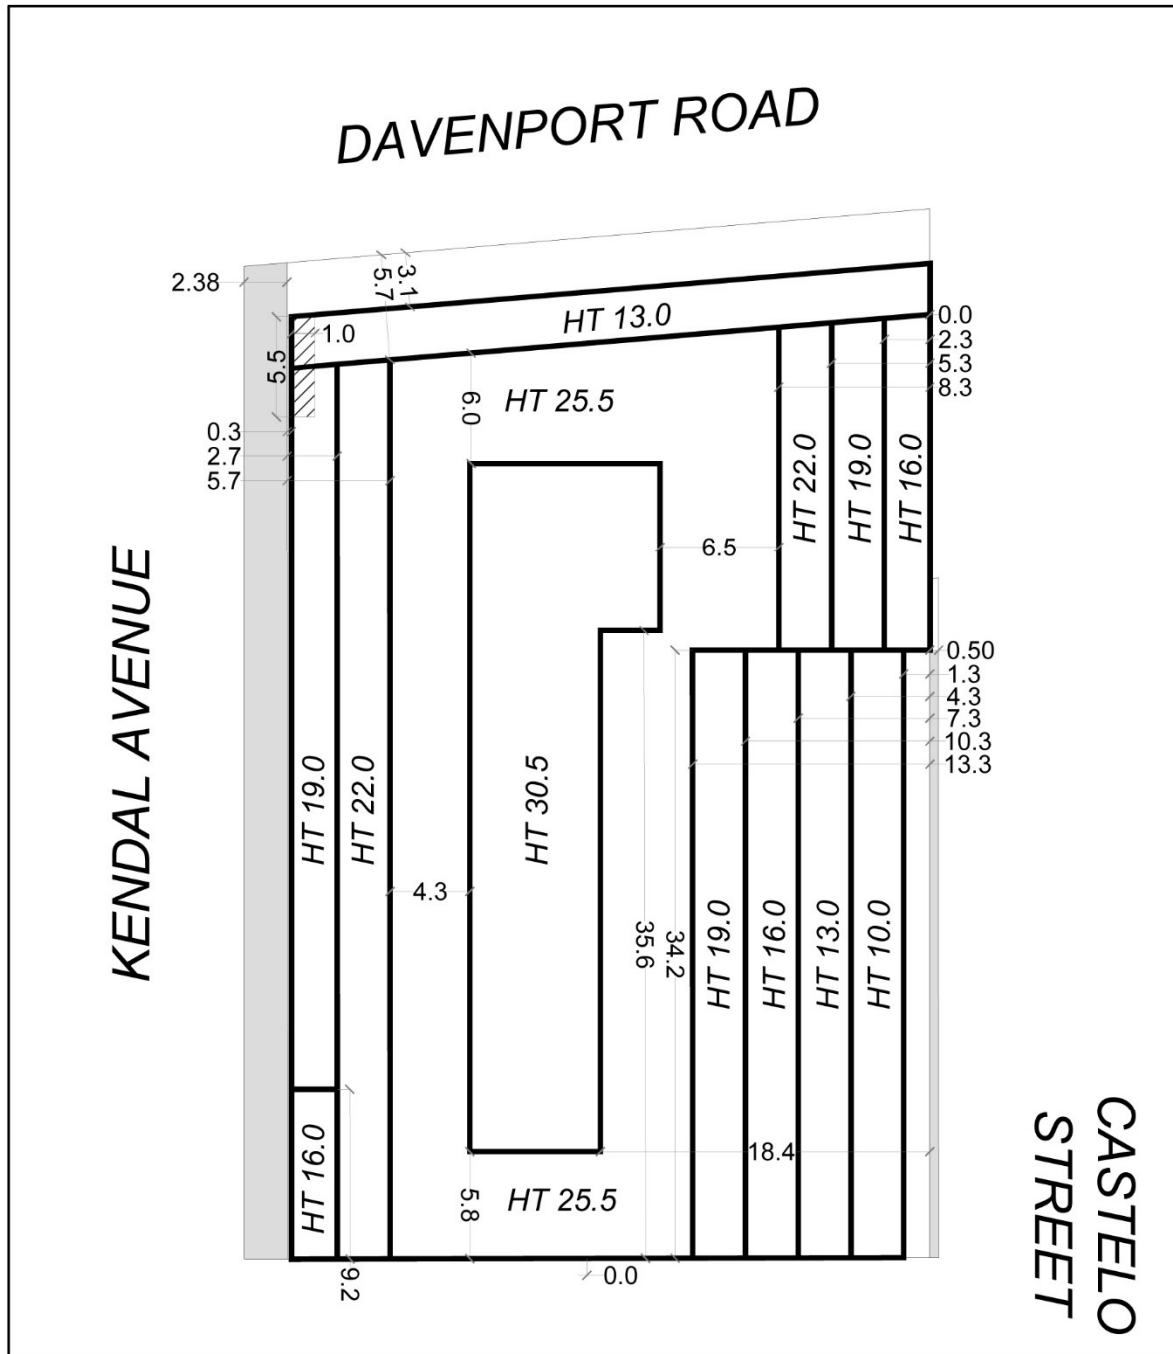 DAVENPORT ROAD
2.38
5.7
3.1
HT 13.0
0.0
1.0
2.3
5.5
5.3
8.3
6.0
HT 25.5
0.3
2.7
5.7
HT 22.0
HT 19.0
HT 16.0
6.5
KENDAL AVENUE
0.50
1.3
4.3
7.3
10.3
13.3
HT 19.0
HT 22.0
HT 30.5
4.3
35.6
34.2
HT 19.0
HT 16.0
HT 13.0
HT 10.0
HT 16.0
18.4
5.8
HT 25.5
9.2
0.0
CASTELO
STREET